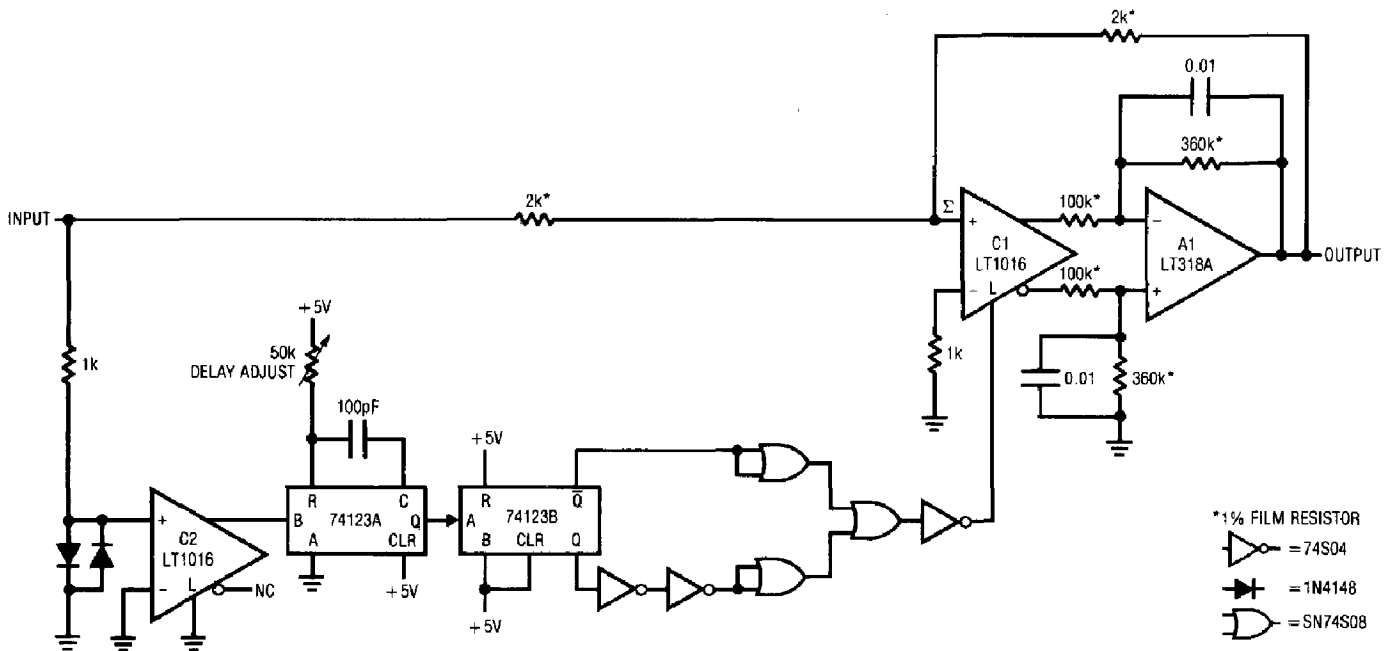 2k*
0.01
360k*
INPUT
2k*
Σ
+
C1
LT1016
−
L
100k*
100k*
−
A1
LT318A
+
OUTPUT
1k
0.01
360k*
1k
+5V
50k
DELAY ADJUST
100pF
+
C2
LT1016
−
L
NC
R
C
B
74123A
Q
A
CLR
+5V
+5V
R
Q̅
A
74123B
B
CLR
Q
+5V
*1% FILM RESISTOR
= 74S04
= 1N4148
= SN74S08